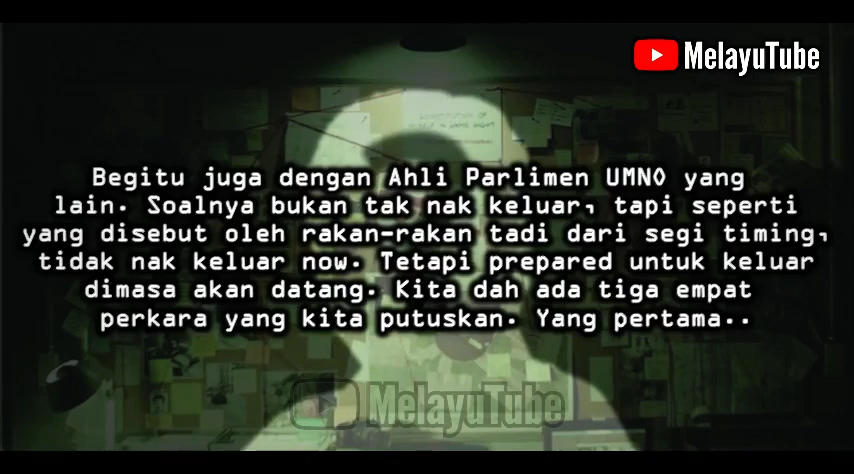 MelayuTube
Begitu juga dengan Ahli Parlimen UMNO yang
lain. Soalnya bukan tak nak keluar, tapi seperti
yang disebut oleh rakan-rakan tadi dari segi timing,
tidak nak keluar now. Tetapi prepared untuk keluar
dimasa akan datang. Kita dah ada tiga empat
perkara yang kita putuskan. Yang pertama..
MelayuTube